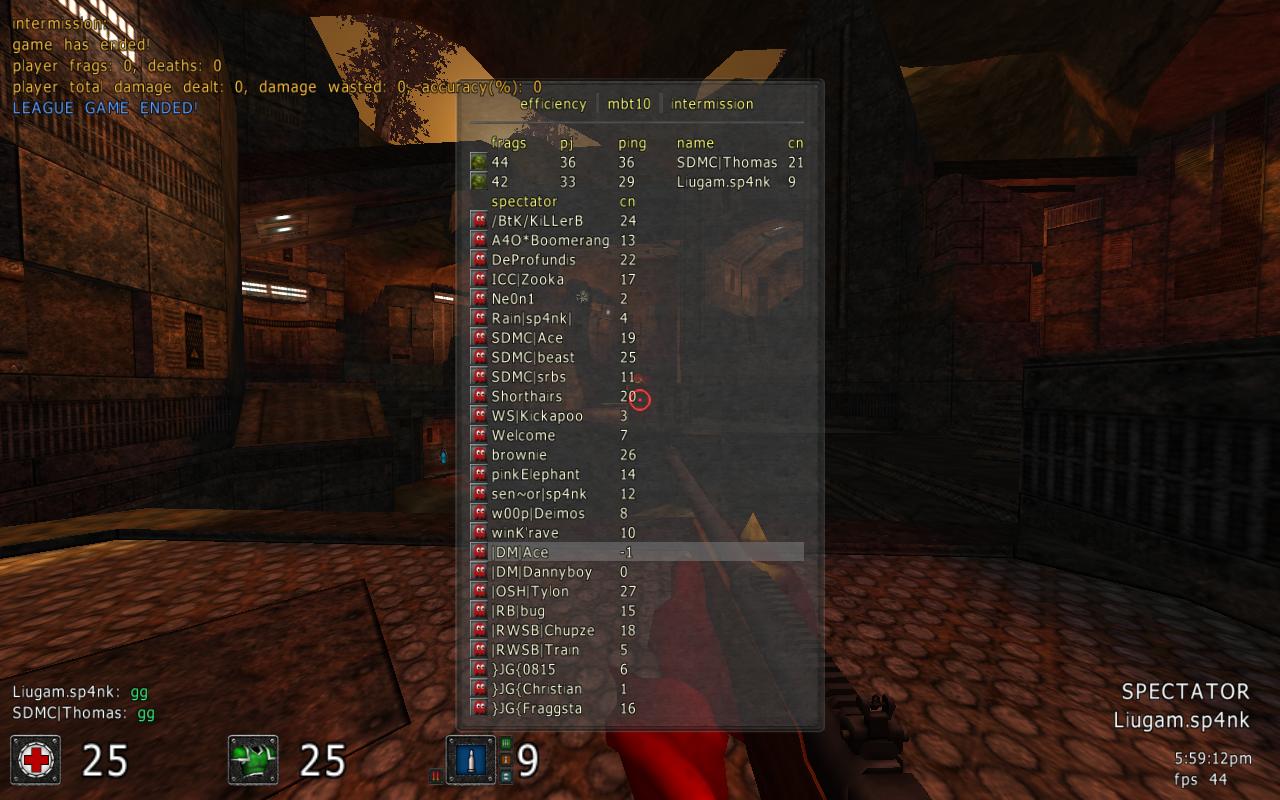 intermission:
game has ended!
player frags: 0, deaths: 0
player total damage dealt: 0, damage wasted: 0, accuracy(%): 0
LEAGUE GAME ENDED!
efficiency mbt10 intermission
frags pj ping name cn
44 36 36 SDMC|Thomas 21
42 33 29 Liugam.sp4nk 9
spectator cn
/BtK/KiLLerB 24
A4O*Boomerang 13
DeProfundis 22
ICC|Zooka 17
Ne0n1 2
Rain|sp4nk| 4
SDMC|Ace 19
SDMC|beast 25
SDMC|srbs 11
Shorthairs 20
WS|Kickapoo 3
Welcome 7
brownie 26
pinkElephant 14
sen~or|sp4nk 12
w00p|Deimos 8
winK'rave 10
|DM|Ace -1
|DM|Dannyboy 0
|OSH|Tylon 27
|RB|bug 15
|RWSB|Chupze 18
|RWSB|Train 5
}JG{0815 6
}JG{Christian 1
}JG{Fraggsta 16
Liugam.sp4nk: gg
SDMC|Thomas: gg
25 25 9
SPECTATOR
Liugam.sp4nk
5:59:12pm
fps 44